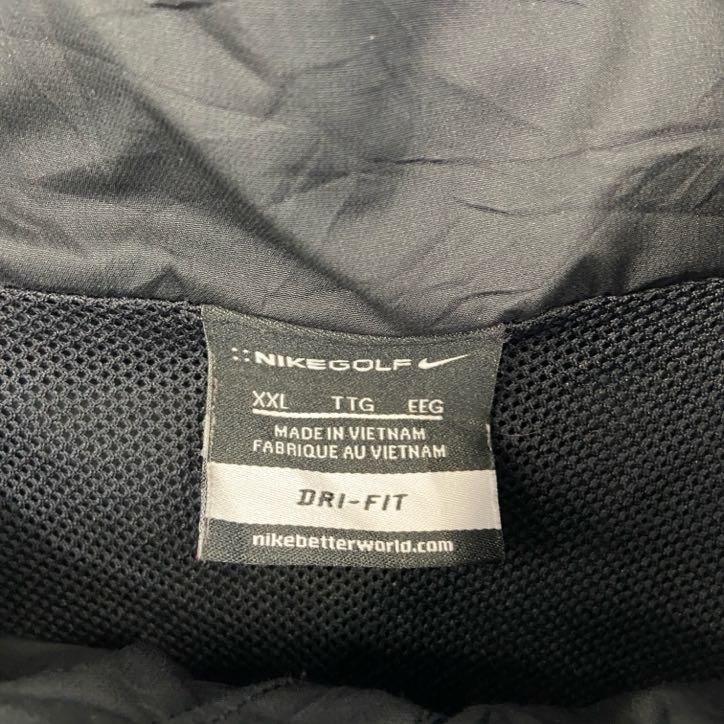 NIKEGOLF
XXL TTG EEG
MADE IN VIETNAM
FABRIQUE AU VIETNAM
DRI-FIT
nikebetterworld.com